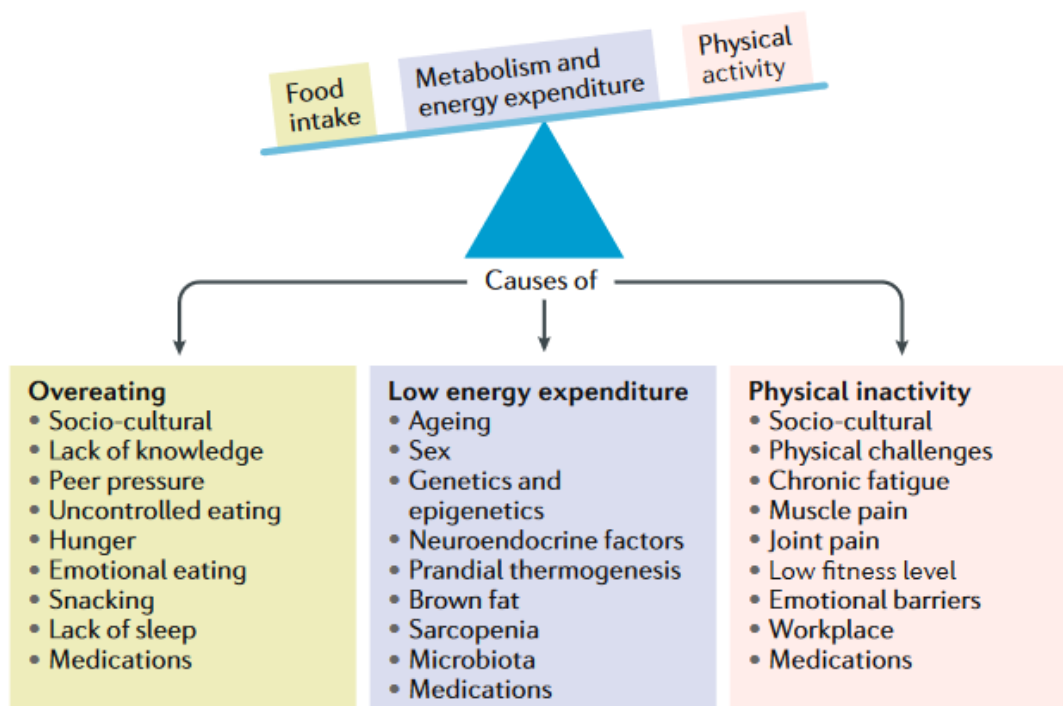 Food
intake
Metabolism and
energy expenditure
Physical
activity
Causes of
Overeating
• Socio-cultural
• Lack of knowledge
• Peer pressure
• Uncontrolled eating
• Hunger
• Emotional eating
• Snacking
• Lack of sleep
• Medications
Low energy expenditure
• Ageing
• Sex
• Genetics and
epigenetics
• Neuroendocrine factors
• Prandial thermogenesis
• Brown fat
• Sarcopenia
• Microbiota
• Medications
Physical inactivity
• Socio-cultural
• Physical challenges
• Chronic fatigue
• Muscle pain
• Joint pain
• Low fitness level
• Emotional barriers
• Workplace
• Medications